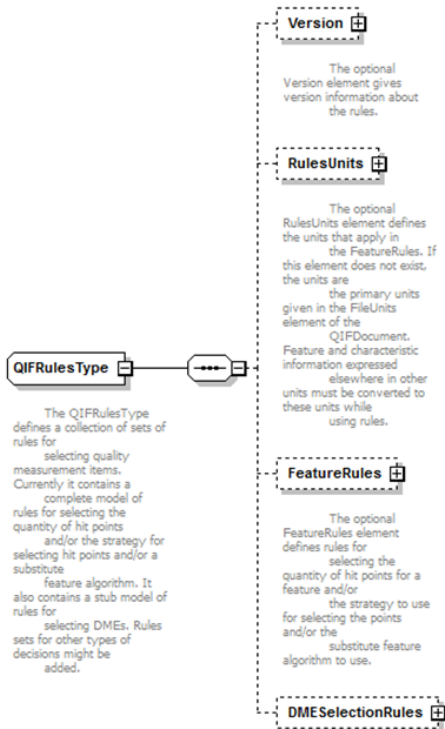 Version
The optional
Version element gives
version information about
the rules.
RulesUnits
The optional
RulesUnits element defines
the units that apply in
the FeatureRules. If
this element does not exist,
the units are
the primary units
given in the FileUnits
element of the
QIFDocument.
Feature and characteristic
information expressed
elsewhere in other
units must be converted to
these units while
using rules.
QIFRulesType
The QIFRulesType
defines a collection of sets of
rules for
selecting quality
measurement items.
Currently it contains a
complete model of
rules for selecting the
quantity of hit points
and/or the strategy for
selecting hit points and/or a
substitute
feature algorithm. It
also contains a stub model of
rules for
selecting DMEs. Rules
sets for other types of
decisions might be
added.
FeatureRules
The optional
FeatureRules element
defines rules for
selecting the
quantity of hit points for a
feature and/or
the strategy to use
for selecting the points
and/or the
substitute feature
algorithm to use.
DMESelectionRules